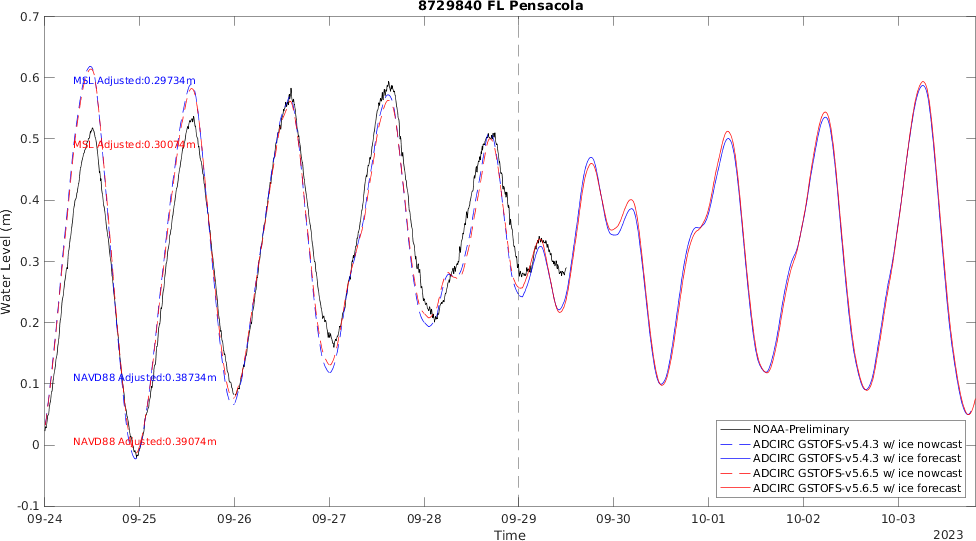 8729840 FL Pensacola
0.7
0.6
0.5
0.4
0.3
0.2
0.1
0
-0.1
Water Level (m)
MSL Adjusted:0.29734m
MSL Adjusted:0.30074m
NAVD88 Adjusted:0.38734m
NAVD88 Adjusted:0.39074m
NOAA-Preliminary
ADCIRC GSTOFS-v5.4.3 w/ ice nowcast
ADCIRC GSTOFS-v5.4.3 w/ ice forecast
ADCIRC GSTOFS-v5.6.5 w/ ice nowcast
ADCIRC GSTOFS-v5.6.5 w/ ice forecast
09-24 09-25 09-26 09-27 09-28 09-29 09-30 10-01 10-02 10-03
Time
2023